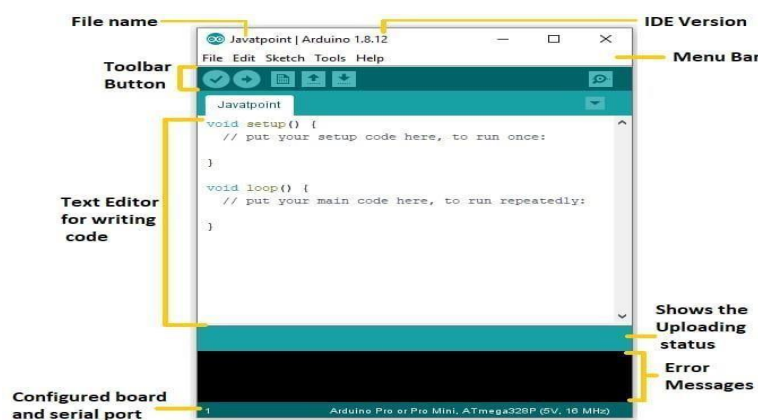 File name
IDE Version
Javatpoint | Arduino 1.8.12
File Edit Sketch Tools Help
Menu Bar
Toolbar
Button
Javatpoint
void setup() {
// put your setup code here, to run once:
}
void loop() {
// put your main code here, to run repeatedly:
}
Text Editor
for writing
code
Shows the
Uploading
status
Error
Messages
Configured board
and serial port
1
Arduino Pro or Pro Mini, ATmega328P (5V, 16 MHz)